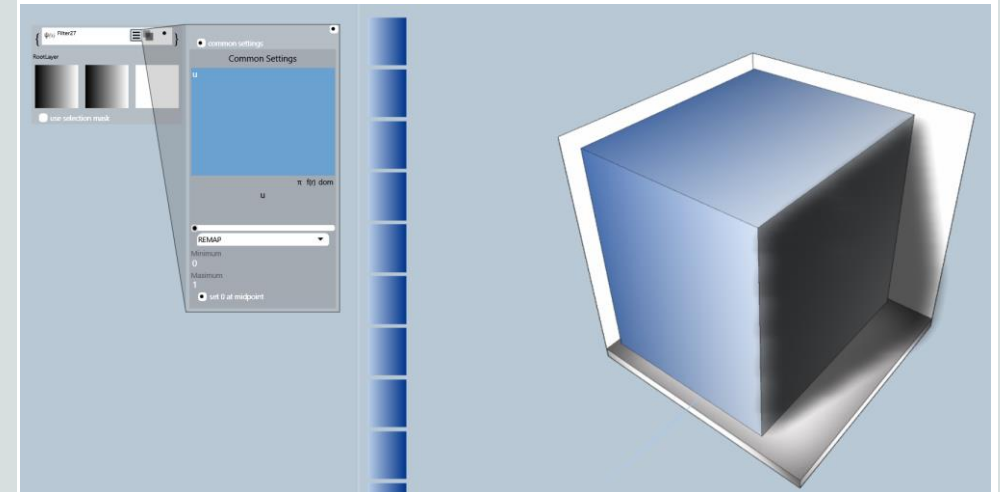 { φ(u) Filter27 }
RootLayer
use selection mask
common settings
Common Settings
u
π f(r) dom
u
REMAP
Minimum
0
Maximum
1
set 0 at midpoint